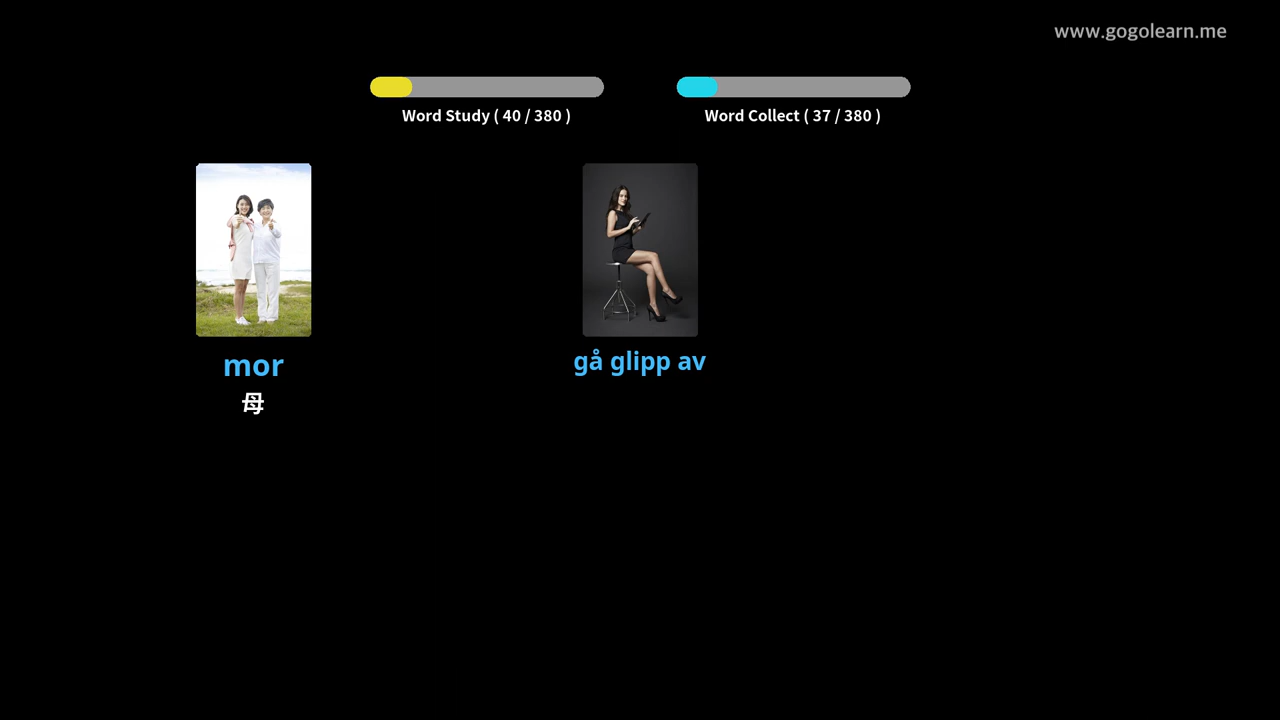 www.gogolearn.me
Word Study ( 40 / 380 )
Word Collect ( 37 / 380 )
mor
母
gå glipp av